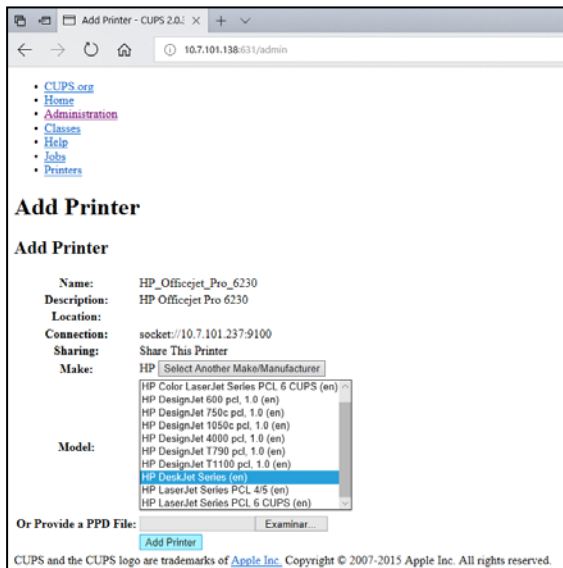 Add Printer - CUPS 2.0.:
10.7.101.138:631/admin
CUPS.org
Home
Administration
Classes
Help
Jobs
Printers
Add Printer
Add Printer
Name: HP_Officejet_Pro_6230
Description: HP Officejet Pro 6230
Location:
Connection: socket://10.7.101.237:9100
Sharing: Share This Printer
Make: HP Select Another Make/Manufacturer
Model:
HP Color LaserJet Series PCL 6 CUPS (en)
HP DesignJet 600 pcl, 1.0 (en)
HP DesignJet 750c pcl, 1.0 (en)
HP DesignJet 1050c pcl, 1.0 (en)
HP DesignJet 4000 pcl, 1.0 (en)
HP DesignJet T790 pcl, 1.0 (en)
HP DesignJet T1100 pcl, 1.0 (en)
HP DeskJet Series (en)
HP LaserJet Series PCL 4/5 (en)
HP LaserJet Series PCL 6 CUPS (en)
Or Provide a PPD File: Examinar...
Add Printer
CUPS and the CUPS logo are trademarks of Apple Inc. Copyright © 2007-2015 Apple Inc. All rights reserved.